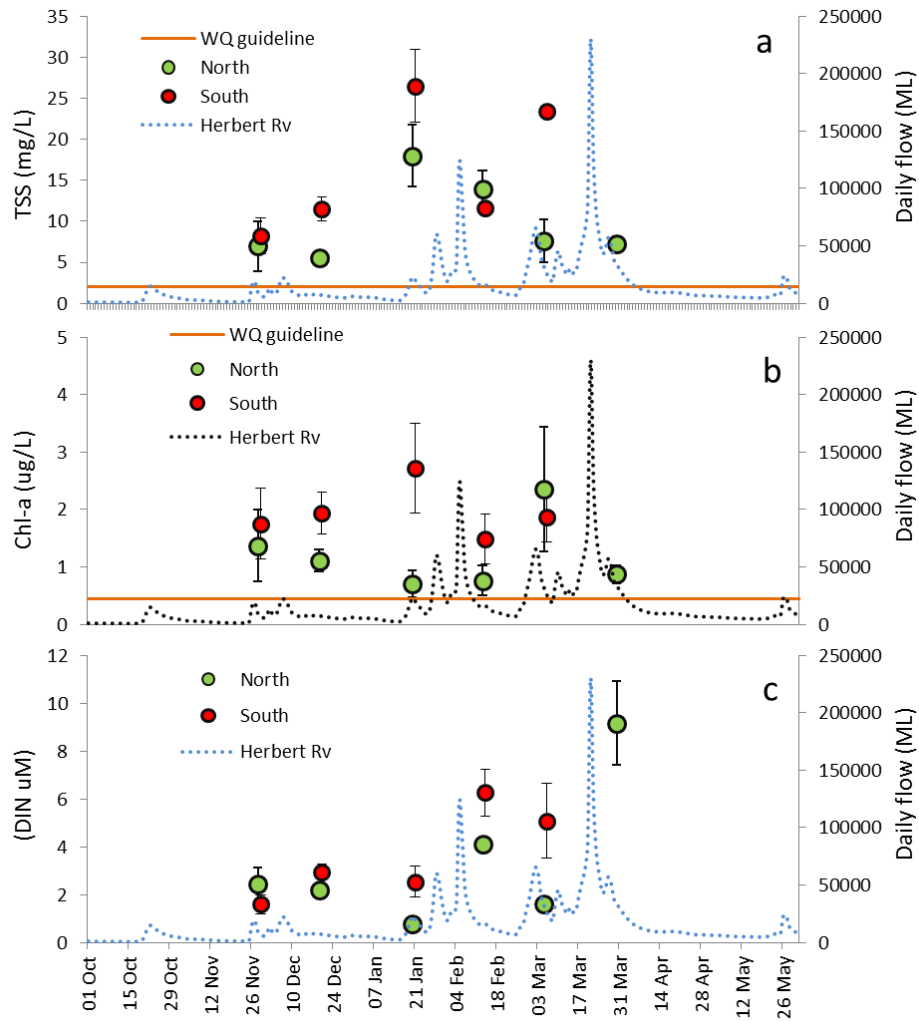 35
30
25
20
15
10
5
0
TSS (mg/L)
WQ guideline
North
South
Herbert Rv
a
250000
200000
150000
100000
50000
0
Daily flow (ML)
5
4
3
2
1
0
Chl-a (ug/L)
WQ guideline
North
South
Herbert Rv
b
250000
200000
150000
100000
50000
0
Daily flow (ML)
12
10
8
6
4
2
0
(DIN uM)
North
South
Herbert Rv
c
250000
200000
150000
100000
50000
0
Daily flow (ML)
01 Oct
15 Oct
29 Oct
12 Nov
26 Nov
10 Dec
24 Dec
07 Jan
21 Jan
04 Feb
18 Feb
03 Mar
17 Mar
31 Mar
14 Apr
28 Apr
12 May
26 May